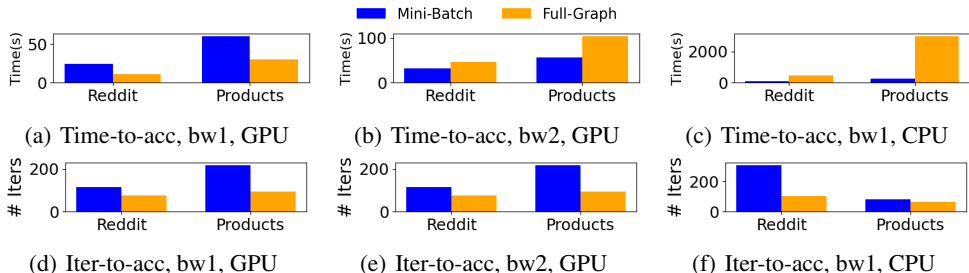 Mini-Batch Full-Graph
Time(s) 50 0 Reddit Products
Time(s) 100 0 Reddit Products
Time(s) 2000 0 Reddit Products
(a) Time-to-acc, bw1, GPU (b) Time-to-acc, bw2, GPU (c) Time-to-acc, bw1, CPU
# Iters 200 0 Reddit Products
# Iters 200 0 Reddit Products
# Iters 200 0 Reddit Products
(d) Iter-to-acc, bw1, GPU (e) Iter-to-acc, bw2, GPU (f) Iter-to-acc, bw1, CPU